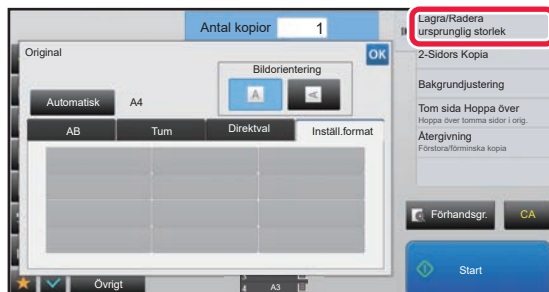 Antal kopior
1
Original
OK
Bildorientering
A
A
Automatisk
A4
AB
Tum
Direktval
Inställ.format
Lagra/Radera
ursprunglig storlek
2-Sidors Kopia
Bakgrundjustering
Tom sida Hoppa över
Hoppa över tomma sidor i orig.
Återgivning
Förstora/förminska kopia
Förhandsgr.
CA
Start
Övrigt
4
A3